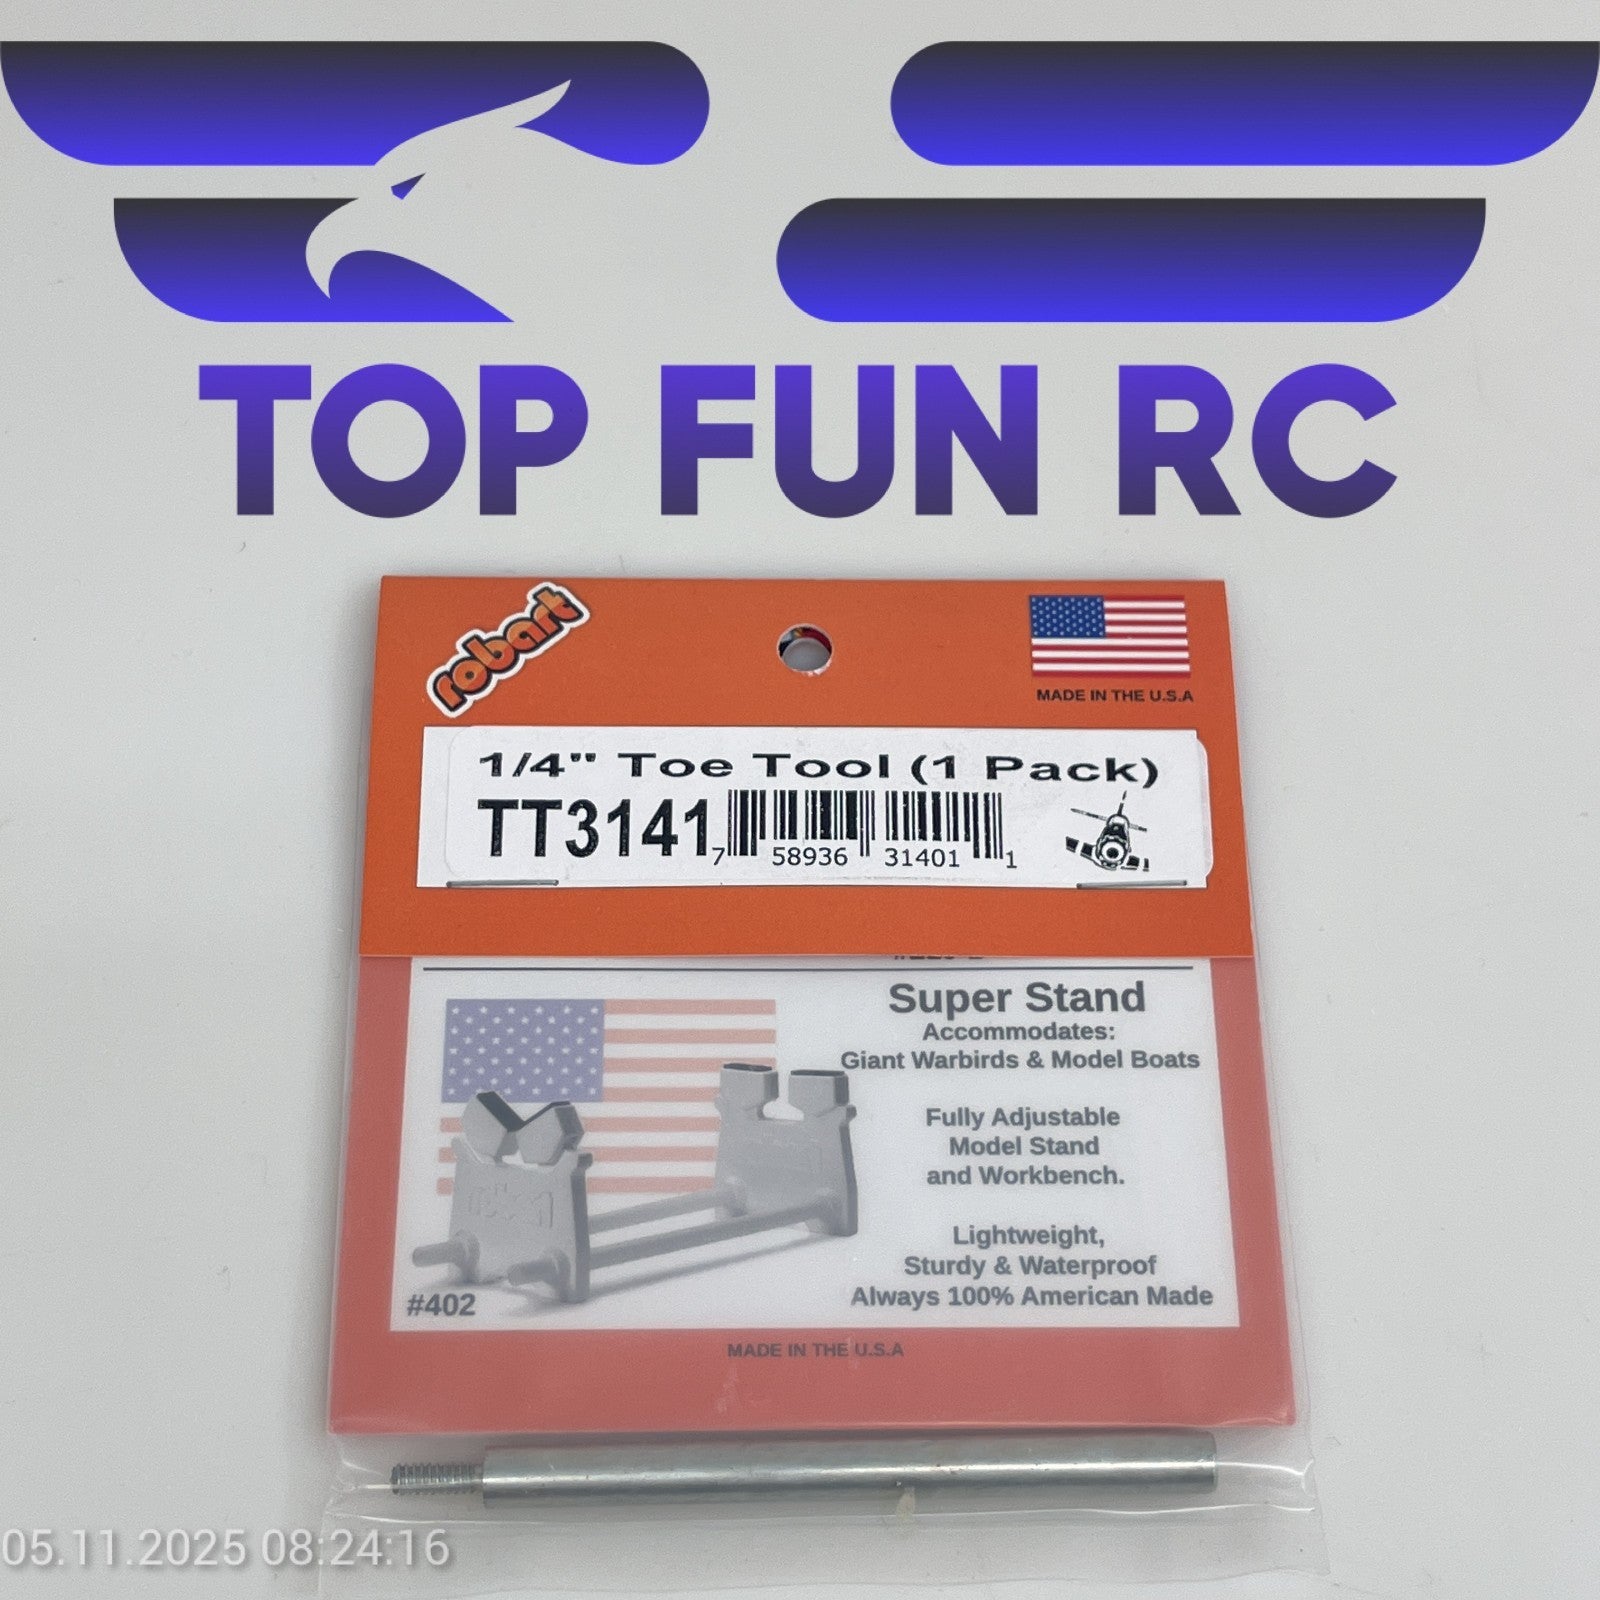 TOP FUN RC
robart
MADE IN THE U.S.A
1/4" Toe Tool (1 Pack)
TT3141
7 58936 31401 1
Super Stand
Accommodates:
Giant Warbirds & Model Boats
Fully Adjustable
Model Stand
and Workbench.
Lightweight,
Sturdy & Waterproof
Always 100% American Made
#402
MADE IN THE U.S.A
05.11.2025 08:24:16